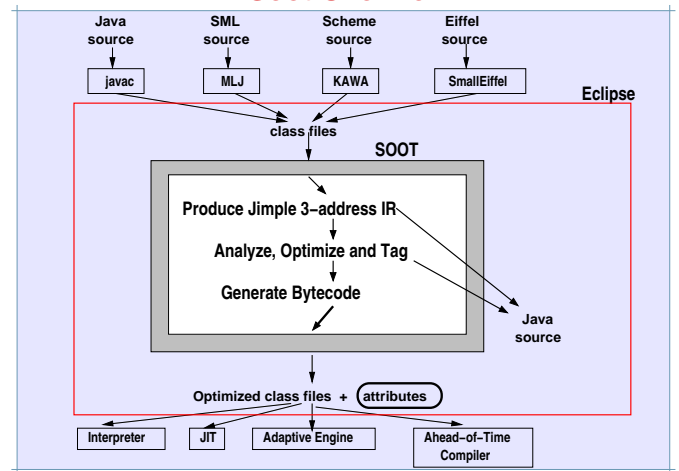 Java SML Scheme Eiffel
source source source source
javac MLJ KAWA SmallEiffel
Eclipse
class files
SOOT
Produce Jimple 3-address IR
Analyze, Optimize and Tag
Generate Bytecode
Java
source
Optimized class files + attributes
Interpreter JIT Adaptive Engine Ahead-of-Time
Compiler